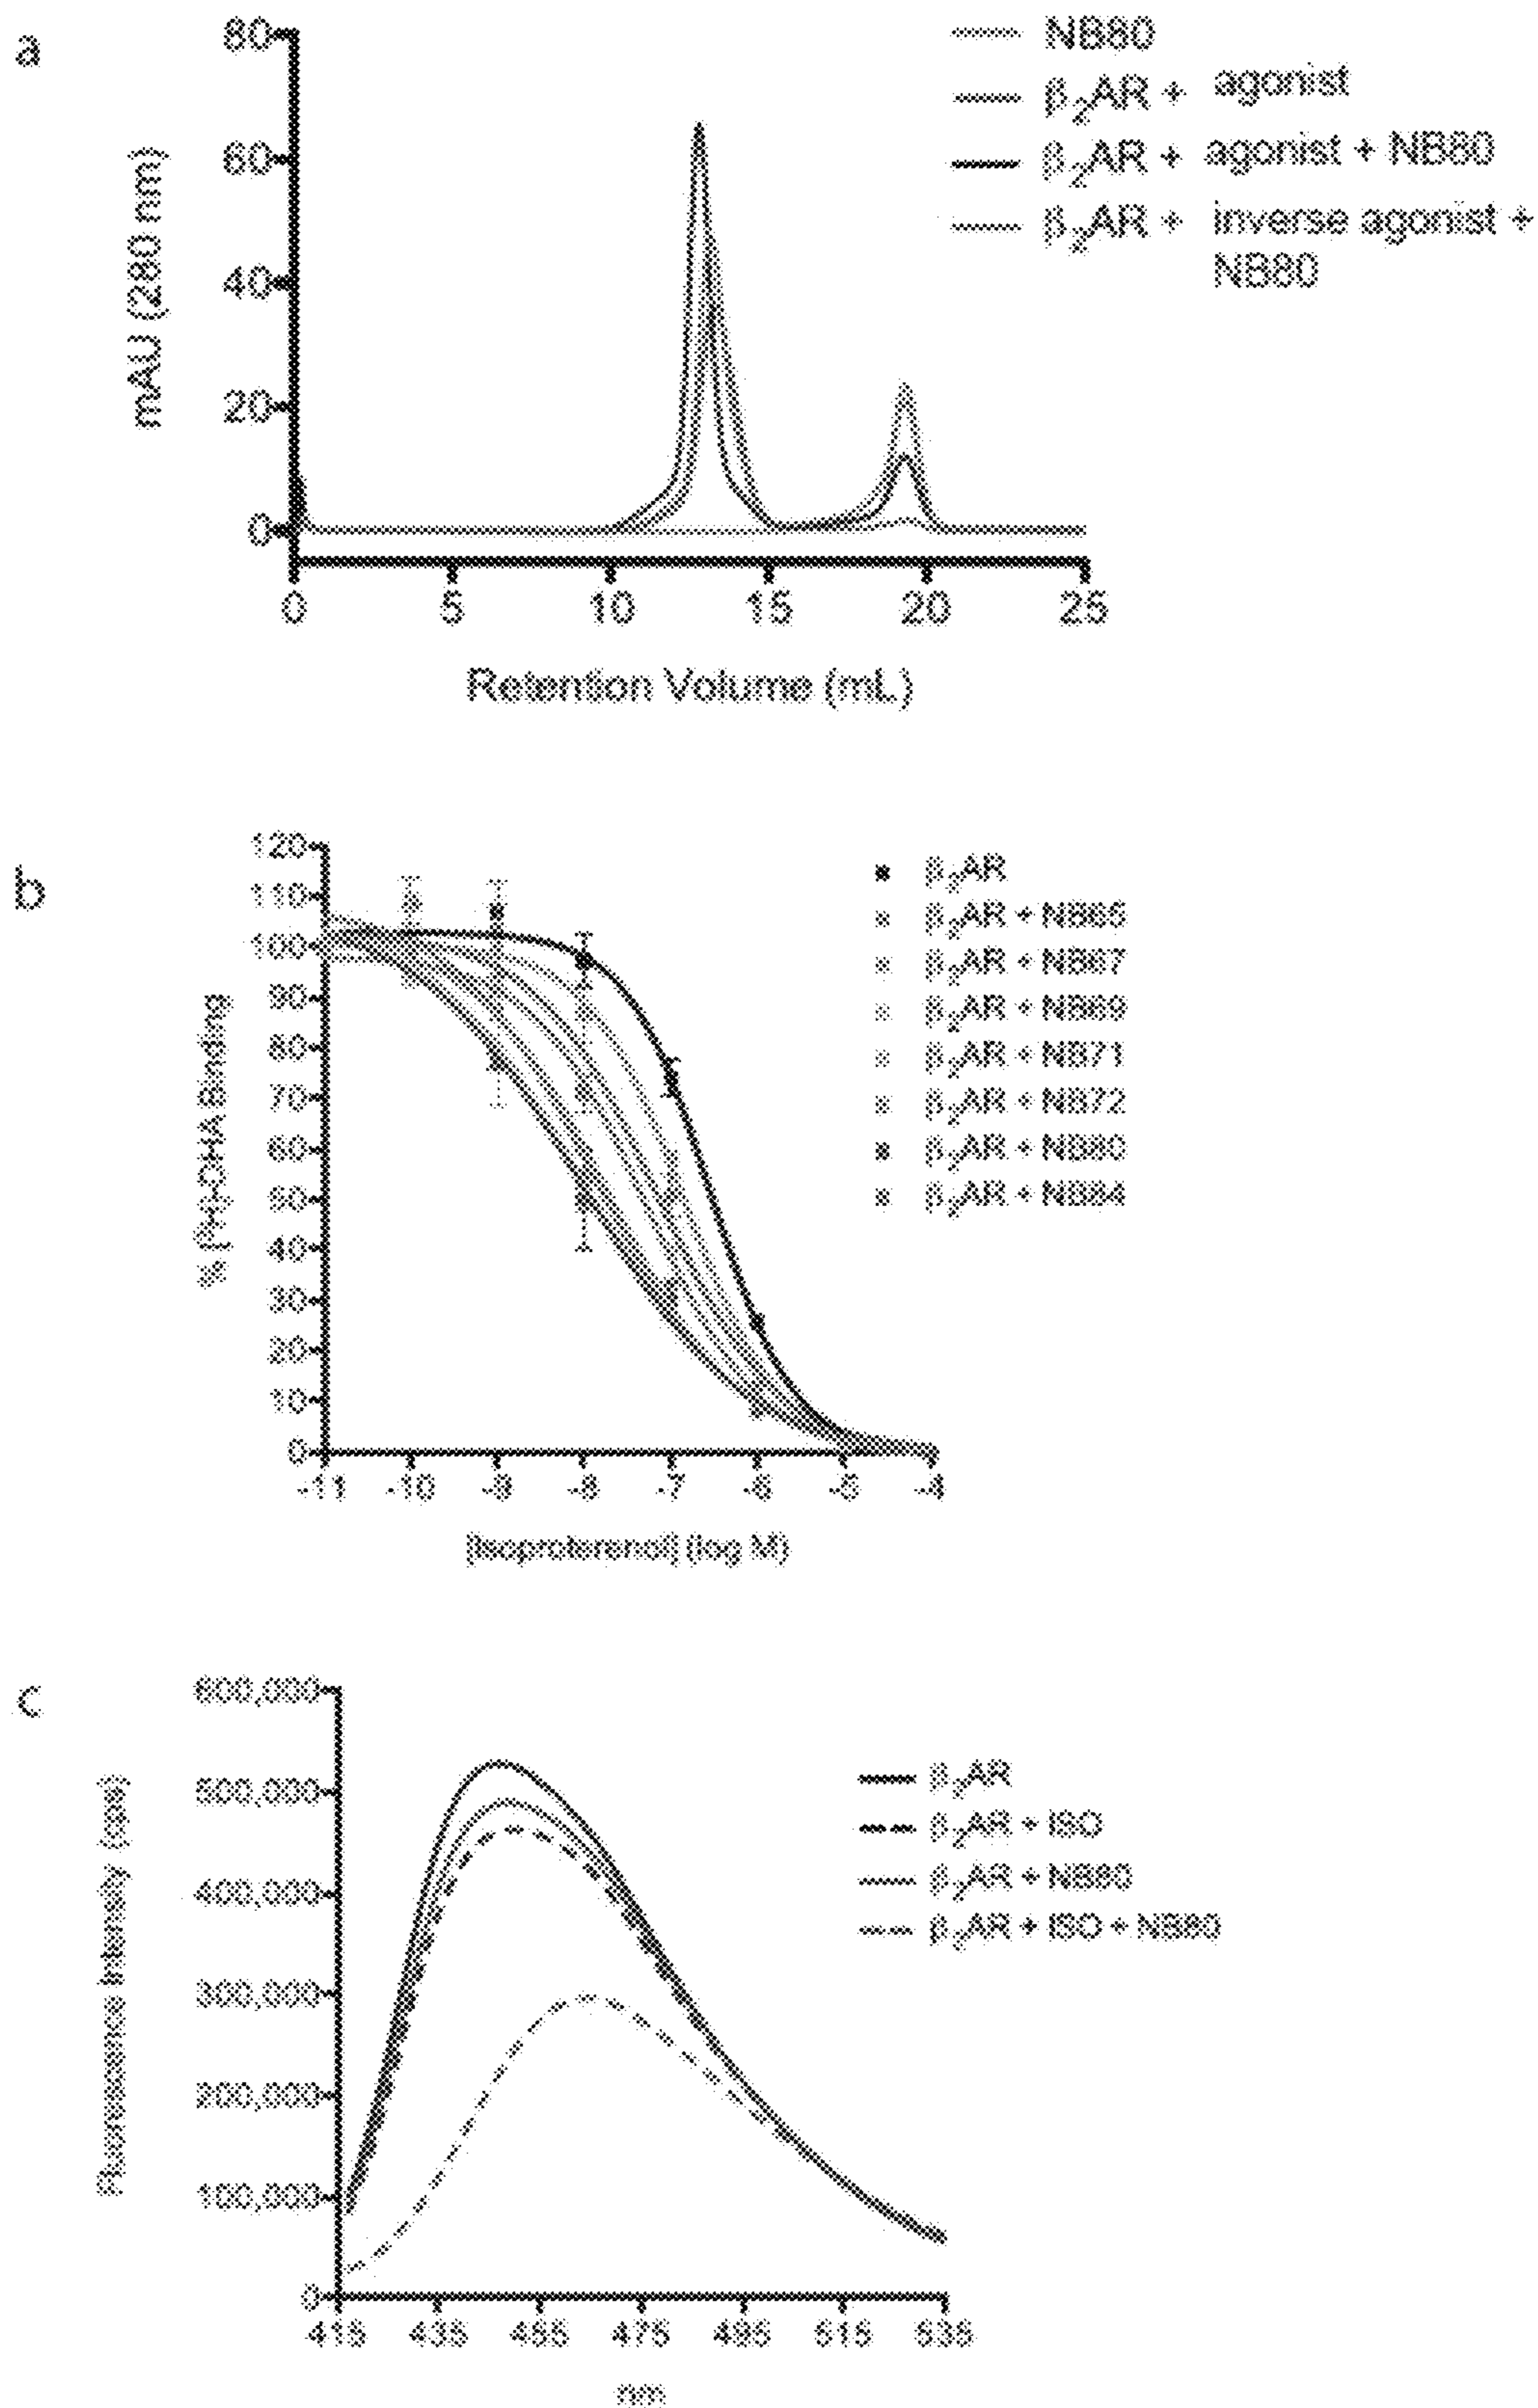 a
80
60
40
20
0
mAU (280 nm)
0 5 10 15 20 25
Retention Volume (mL)
NB80
β2AR + agonist
β2AR + agonist + NB80
β2AR + inverse agonist +
NB80
b
120
110
100
90
80
70
60
50
40
30
20
10
0
% [3H]-DHA Binding
-11 -10 -9 -8 -7 -6 -5 -4
[Isoproterenol] (log M)
β2AR
β2AR + NB65
β2AR + NB67
β2AR + NB69
β2AR + NB71
β2AR + NB72
β2AR + NB80
β2AR + NB84
c
600,000
500,000
400,000
300,000
200,000
100,000
0
Fluorescence Intensity (cps)
415 435 455 475 495 515 535
nm
β2AR
β2AR + ISO
β2AR + NB80
β2AR + ISO + NB80